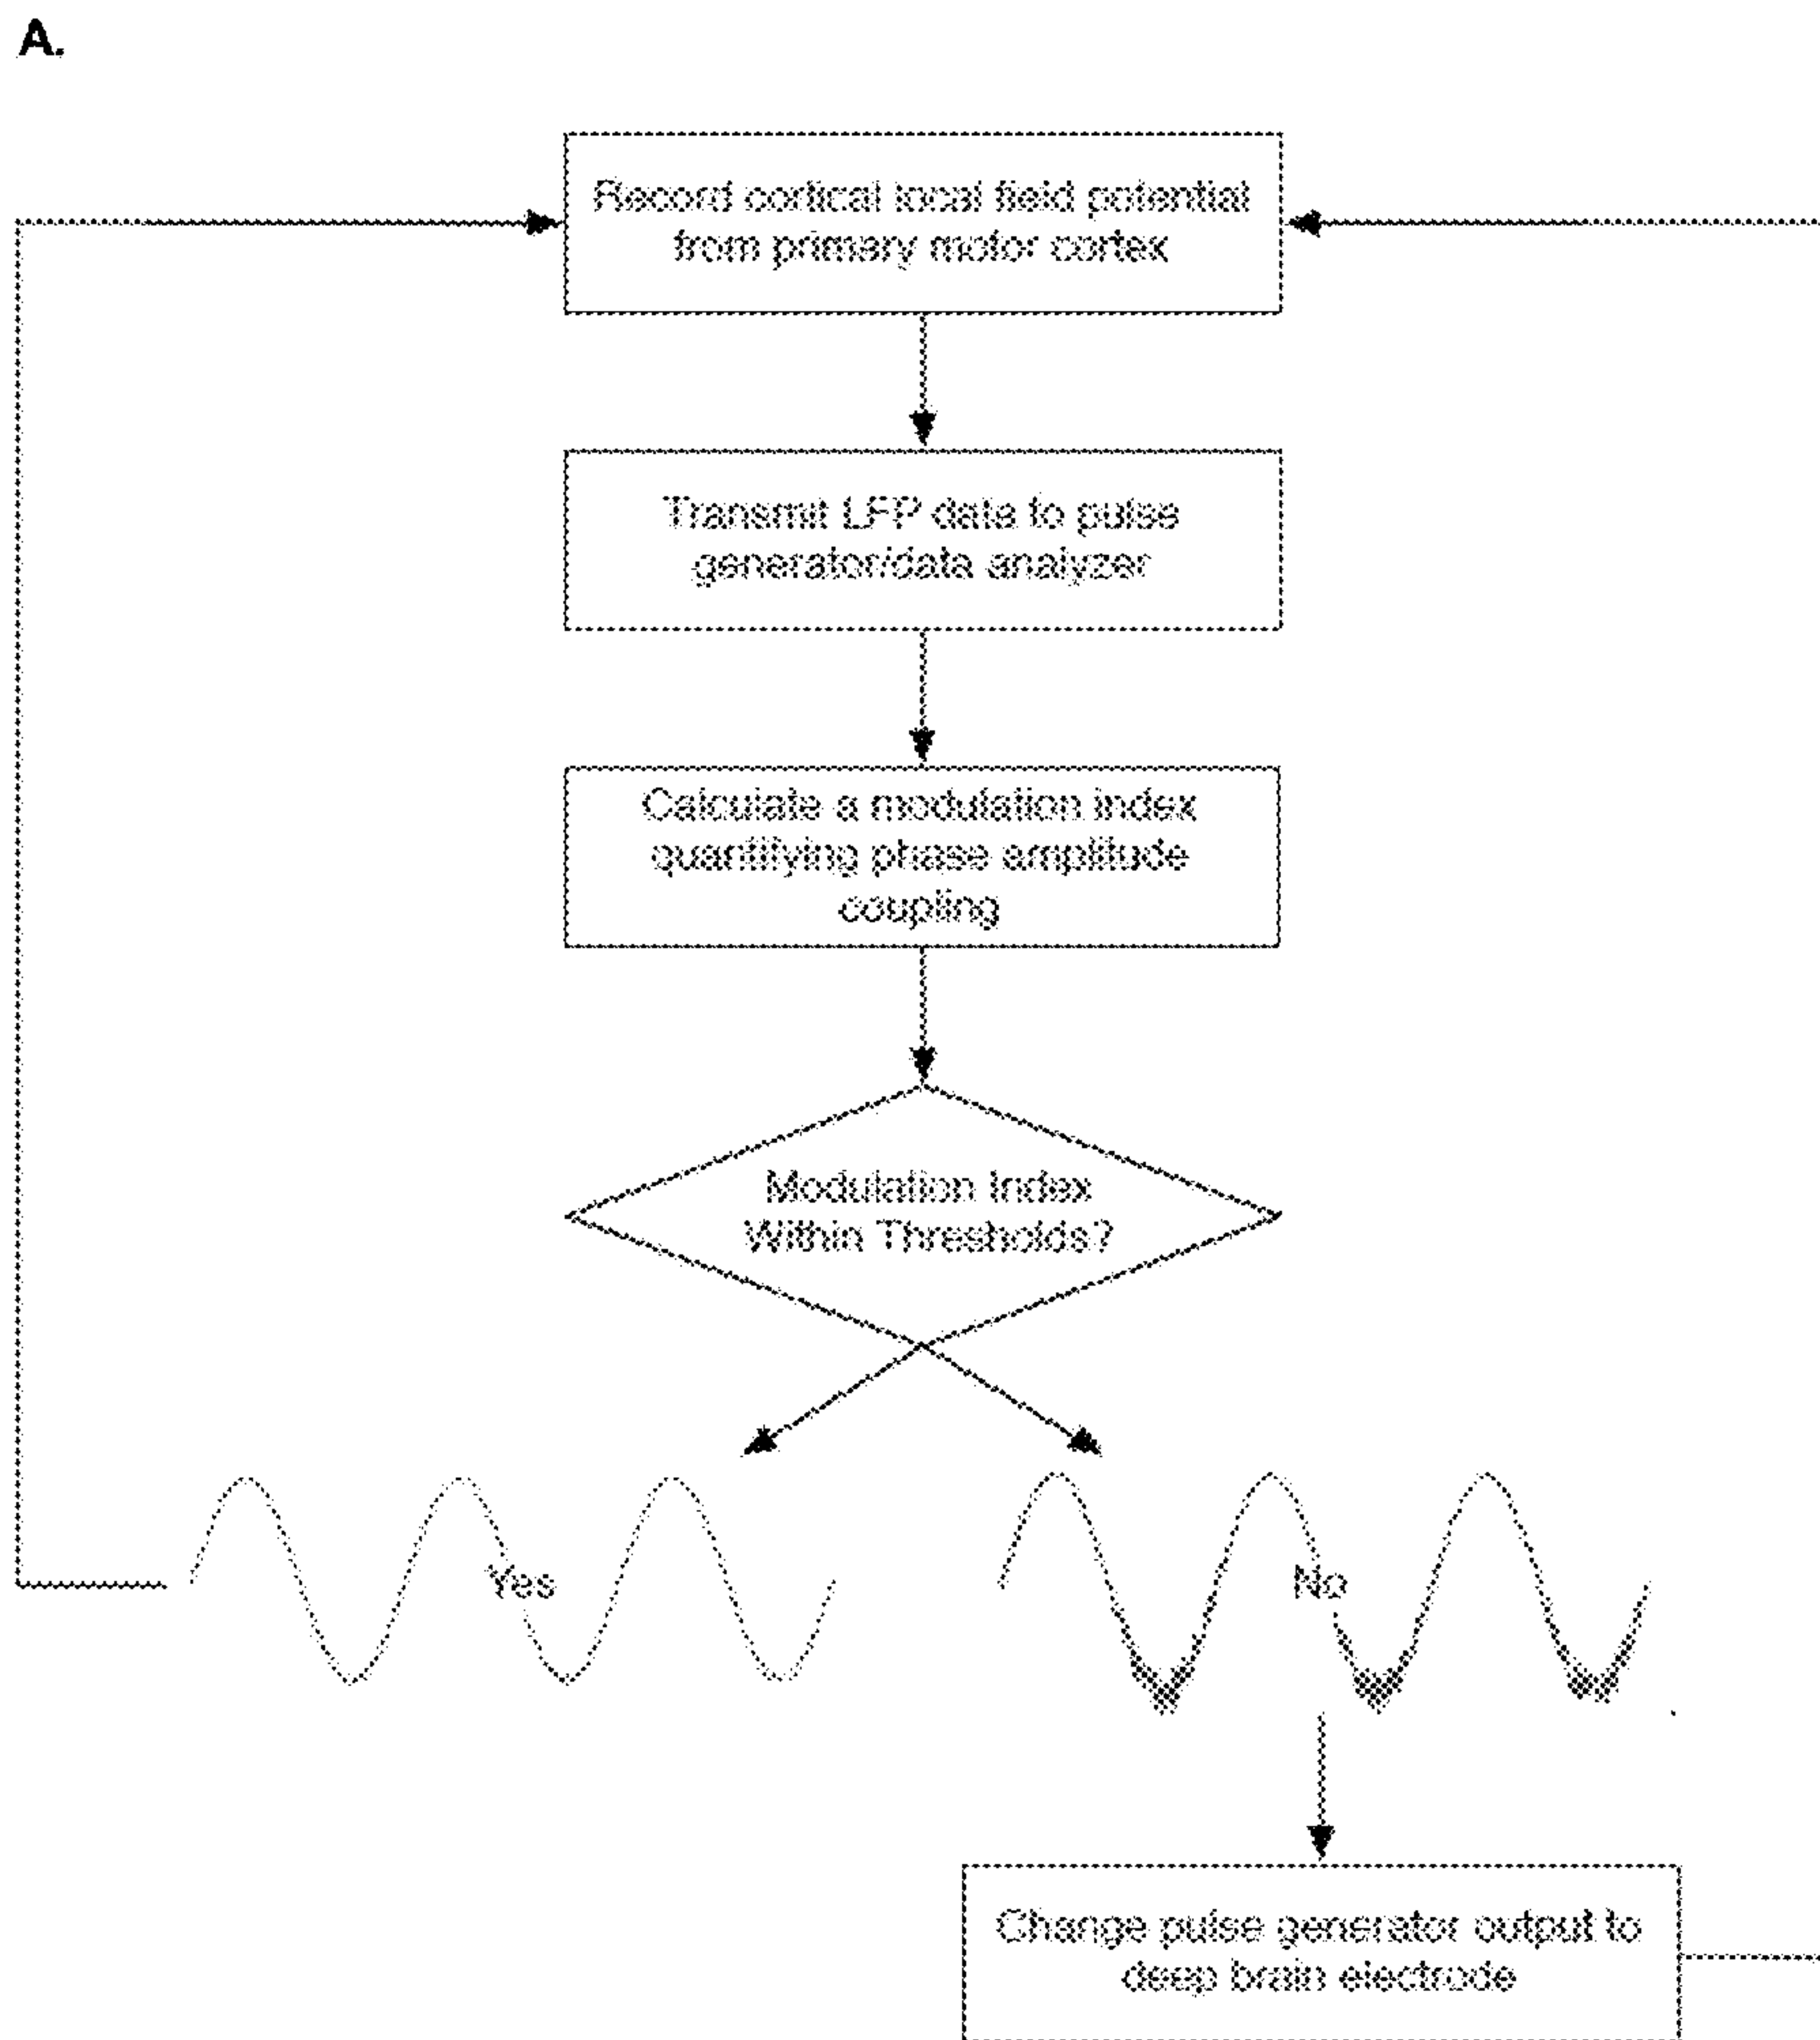 A.
Record cortical local field potential
from primary motor cortex
Transmit LFP data to pulse
generator/data analyzer
Calculate a modulation index
quantifying phase amplitude
coupling
Modulation Index
Within Thresholds?
Yes
No
Change pulse generator output to
deep brain electrode